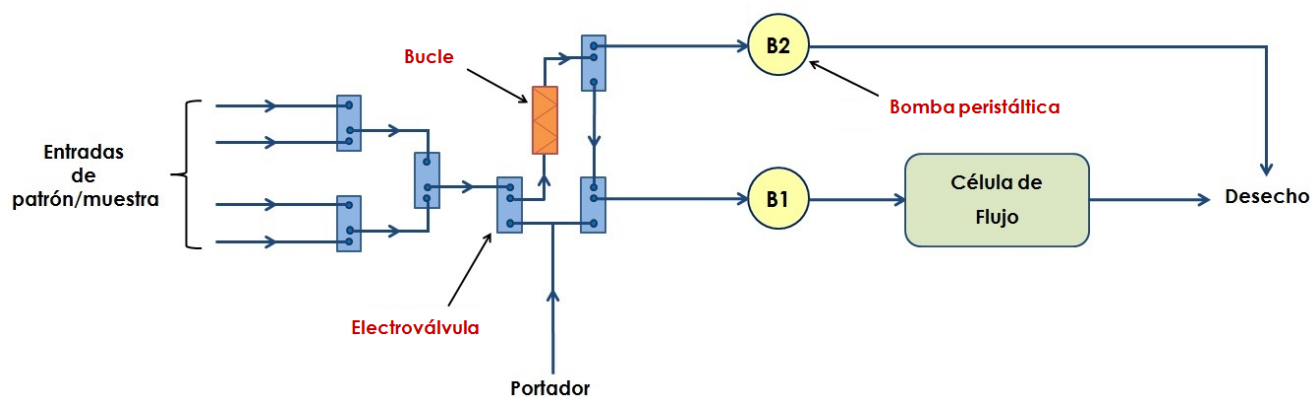 Entradas
de
patrón/muestra
Bucle
Electroválvula
Portador
B2
Bomba peristáltica
B1
Célula de
Flujo
Desecho